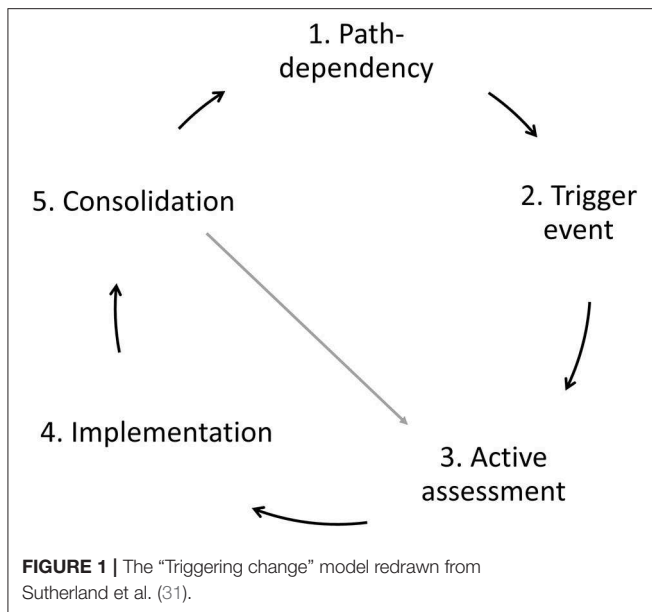 1. Path-
dependency
2. Trigger
event
3. Active
assessment
4. Implementation
5. Consolidation
FIGURE 1 | The “Triggering change” model redrawn from
Sutherland et al. (31).